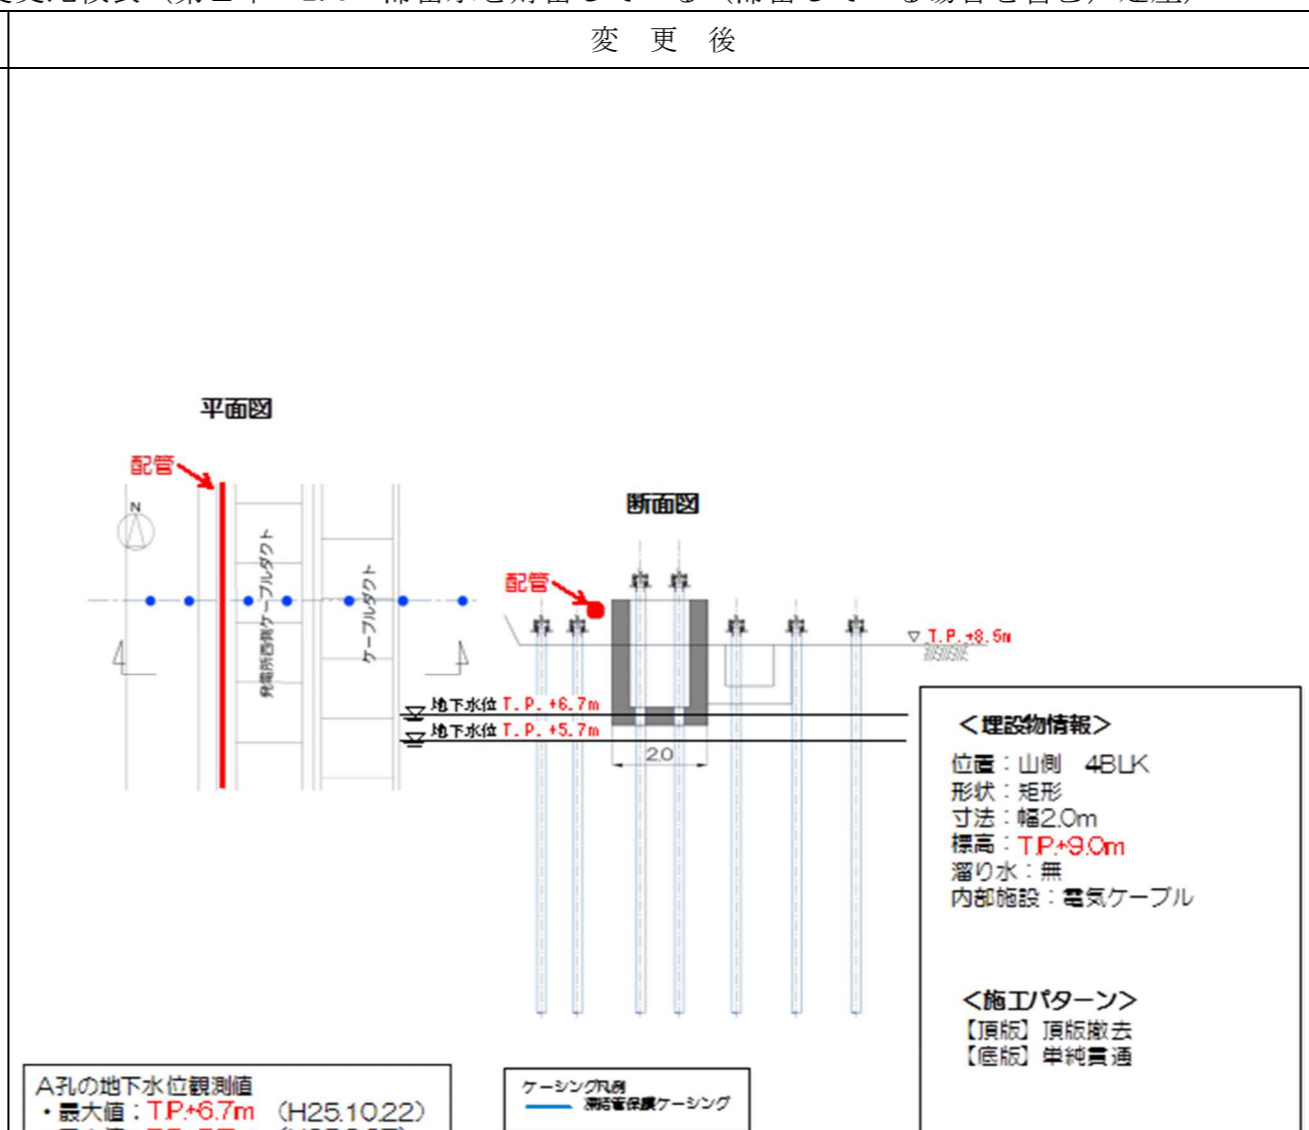 変 更 後
平面図
配管
N
発電所西側ケーブルダクト
ケーブルダクト
断面図
配管
▽ T.P.+8.5m
地下水位 T.P.+6.7m
地下水位 T.P.+5.7m
2.0
<埋設物情報>
位置：山側　4BLK
形状：矩形
寸法：幅2.0m
標高：T.P.+9.0m
溜り水：無
内部施設：電気ケーブル
<施工パターン>
【頂版】頂版撤去
【底版】単純貫通
A孔の地下水位観測値
・最大値：T.P.+6.7m （H25.10.22）
ケーシング凡例
凍結管保護ケーシング